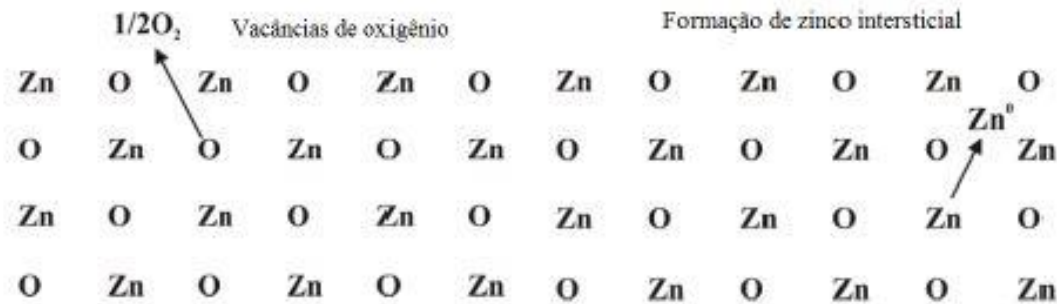 1/2O₂ Vacâncias de oxigênio Formação de zinco intersticial
Zn O Zn O Zn O Zn O Zn O Zn O
Zn⁰
O Zn O Zn O Zn O Zn O Zn O Zn
Zn O Zn O Zn O Zn O Zn O Zn O
O Zn O Zn O Zn O Zn O Zn O Zn